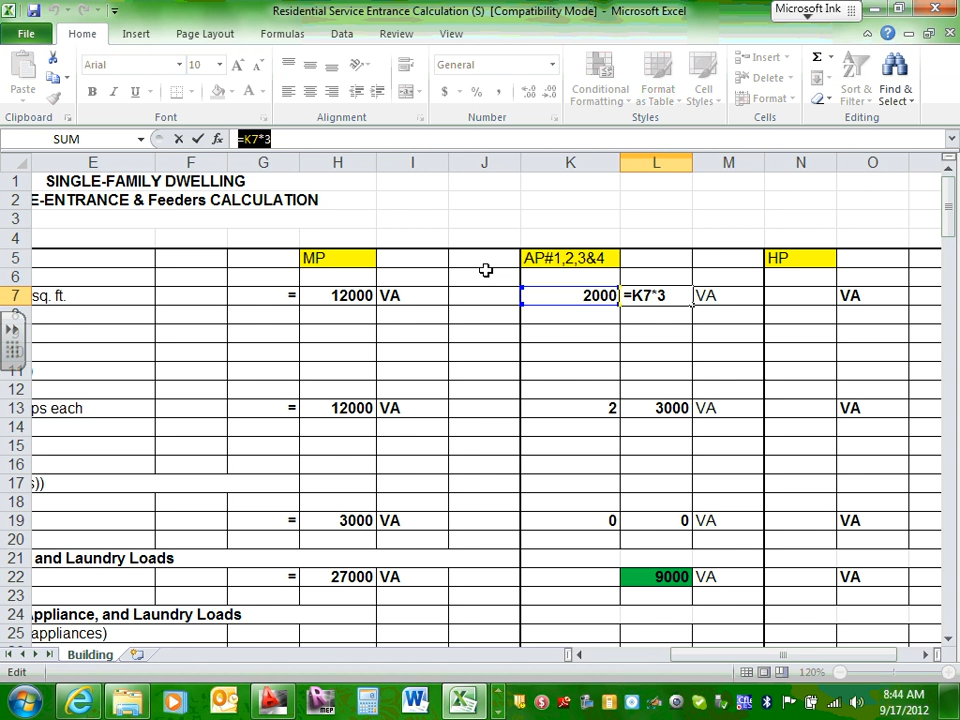 Residential Service Entrance Calculation (S) [Compatibility Mode] - Microsoft Excel
Microsoft Ink
File Home Insert Page Layout Formulas Data Review View
Arial 10 General
Insert
Delete
Format
Paste
B I U
A A A
$ % ,
Conditional Formatting
Format as Table
Cell Styles
Sort & Filter
Find & Select
Clipboard Font Alignment Number Styles Cells Editing
SUM fx =K7*3
E F G H I J K L M N O
1 SINGLE-FAMILY DWELLING
2 E-ENTRANCE & Feeders CALCULATION
3
4
5 MP AP#1,2,3&4 HP
6
7 sq. ft. = 12000 VA 2000 =K7*3 VA VA
12
13 ps each = 12000 VA 2 3000 VA VA
14
15
16
17 s))
18
19 = 3000 VA 0 0 VA VA
20
21 and Laundry Loads
22 = 27000 VA 9000 VA VA
23
24 Appliance, and Laundry Loads
25 appliances)
Building
Edit 120%
8:44 AM
9/17/2012